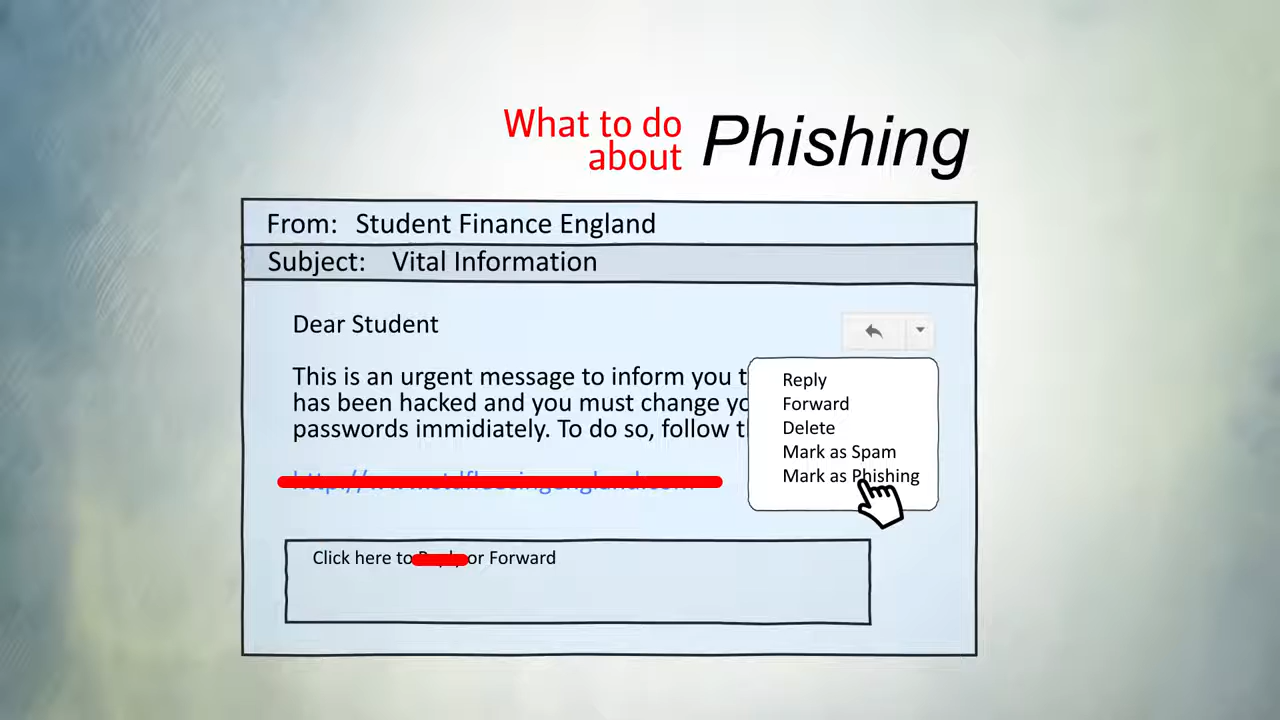 What to do
about
Phishing
From: Student Finance England
Subject: Vital Information
Dear Student
This is an urgent message to inform you t
has been hacked and you must change yo
passwords immidiately. To do so, follow th
Reply
Forward
Delete
Mark as Spam
Mark as Phishing
Click here to Reply or Forward